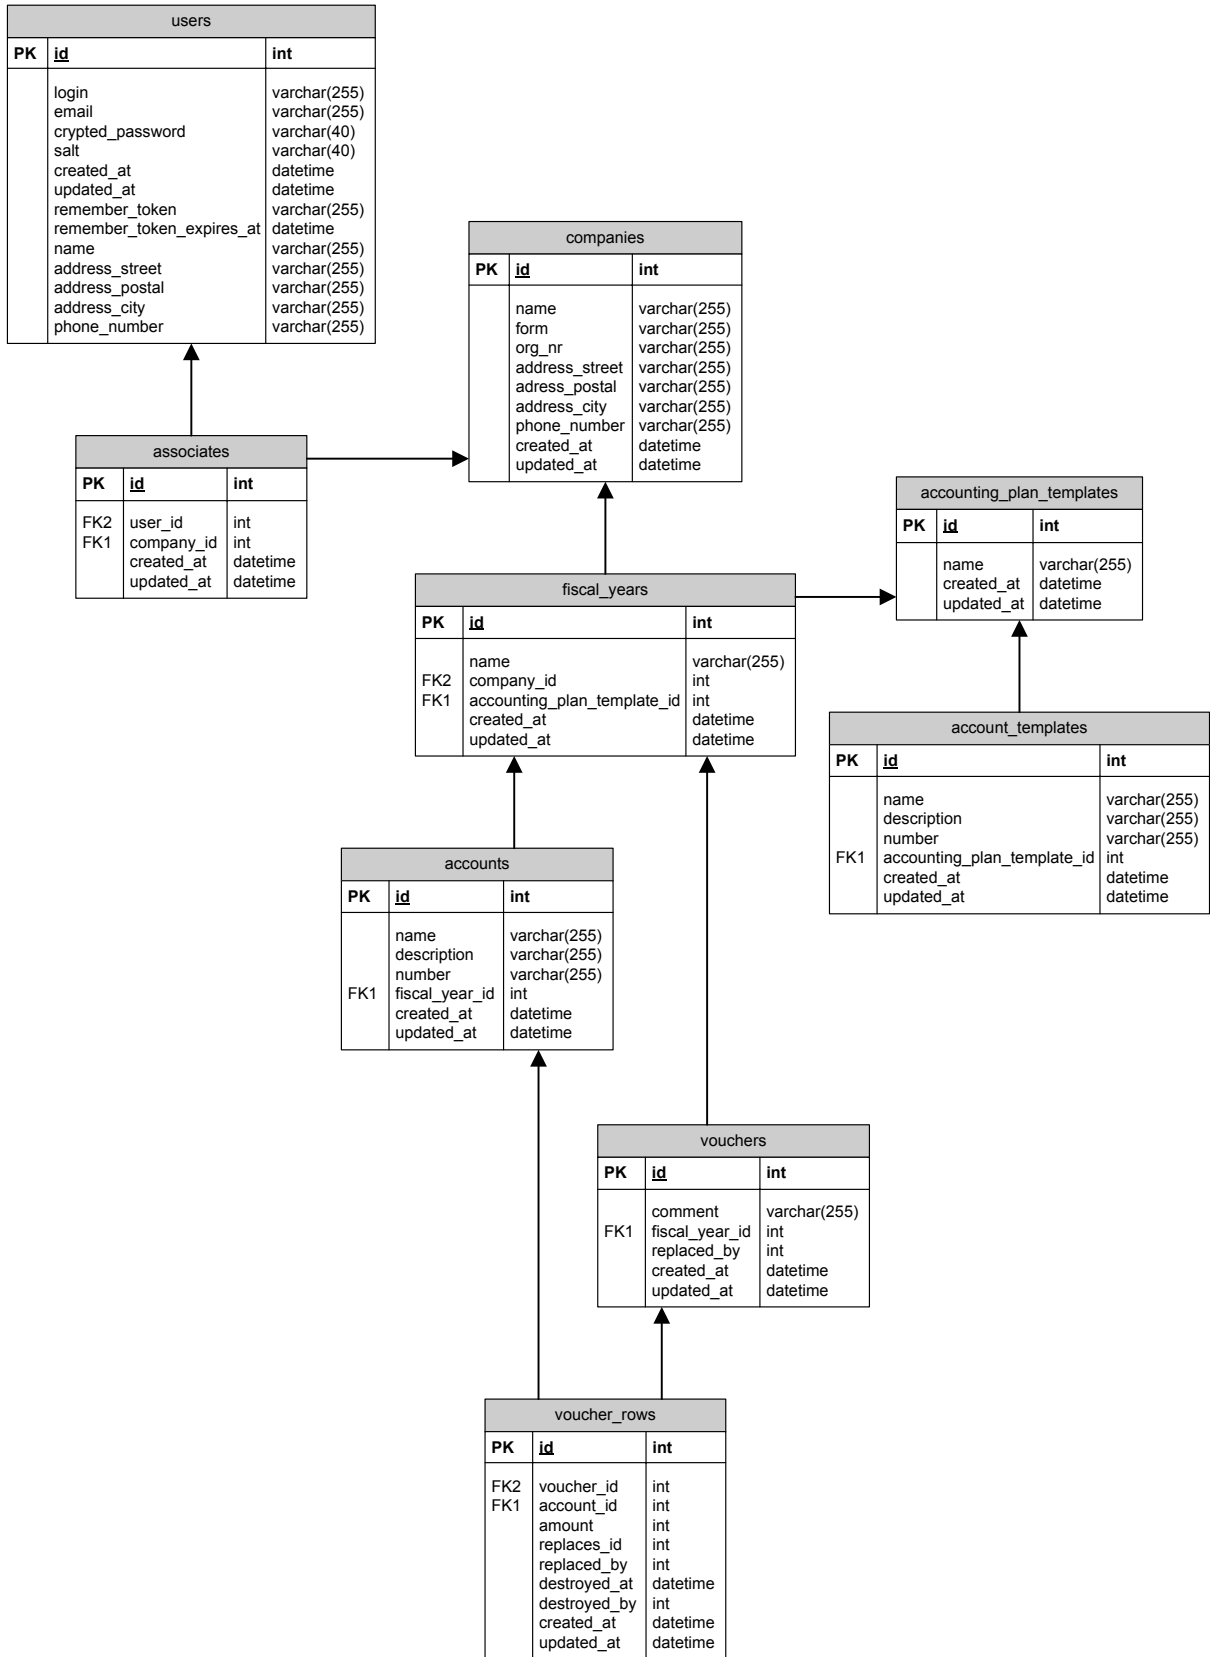 users
PK id int
login varchar(255)
email varchar(255)
crypted_password varchar(40)
salt varchar(40)
created_at datetime
updated_at datetime
remember_token varchar(255)
remember_token_expires_at datetime
name varchar(255)
address_street varchar(255)
address_postal varchar(255)
address_city varchar(255)
phone_number varchar(255)
companies
PK id int
name varchar(255)
form varchar(255)
org_nr varchar(255)
address_street varchar(255)
adress_postal varchar(255)
address_city varchar(255)
phone_number varchar(255)
created_at datetime
updated_at datetime
associates
PK id int
FK2 user_id int
FK1 company_id int
created_at datetime
updated_at datetime
accounting_plan_templates
PK id int
name varchar(255)
created_at datetime
updated_at datetime
fiscal_years
PK id int
name varchar(255)
FK2 company_id int
FK1 accounting_plan_template_id int
created_at datetime
updated_at datetime
account_templates
PK id int
name varchar(255)
description varchar(255)
number varchar(255)
FK1 accounting_plan_template_id int
created_at datetime
updated_at datetime
accounts
PK id int
name varchar(255)
description varchar(255)
number varchar(255)
FK1 fiscal_year_id int
created_at datetime
updated_at datetime
vouchers
PK id int
comment varchar(255)
FK1 fiscal_year_id int
replaced_by int
created_at datetime
updated_at datetime
voucher_rows
PK id int
FK2 voucher_id int
FK1 account_id int
amount int
replaces_id int
replaced_by int
destroyed_at datetime
destroyed_by int
created_at datetime
updated_at datetime